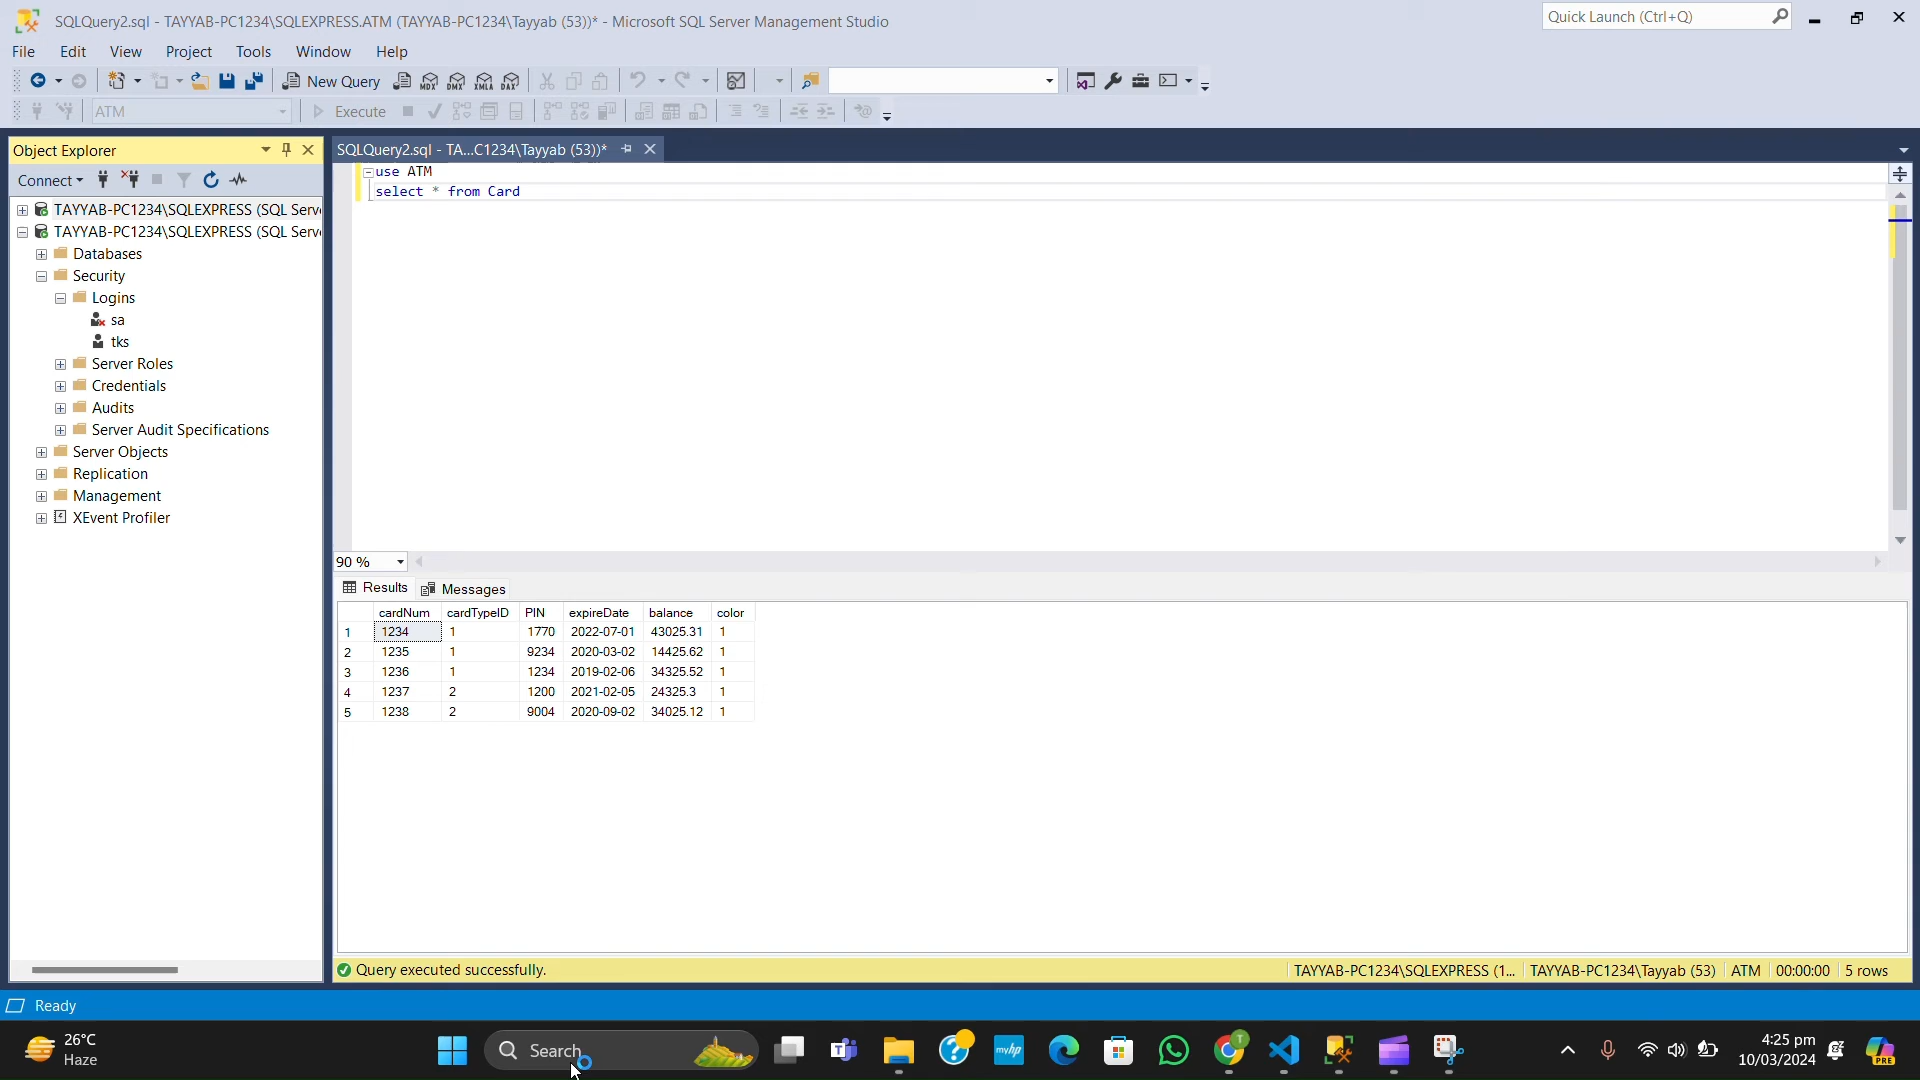 SQLQuery2.sql - TAYYAB-PC1234\SQLEXPRESS.ATM (TAYYAB-PC1234\Tayyab (53))* - Microsoft SQL Server Management Studio
Quick Launch (Ctrl+Q)
File Edit View Project Tools Window Help
New Query MDX DMX XMLA DAX
ATM Execute
Object Explorer
SQLQuery2.sql - TA...C1234\Tayyab (53))*
Connect
use ATM
select * from Card
TAYYAB-PC1234\SQLEXPRESS (SQL Serv
TAYYAB-PC1234\SQLEXPRESS (SQL Serv
Databases
Security
Logins
sa
tks
Server Roles
Credentials
Audits
Server Audit Specifications
Server Objects
Replication
Management
XEvent Profiler
90 %
Results Messages
cardNum cardTypeID PIN expireDate balance color
1 1234 1 1770 2022-07-01 43025.31 1
2 1235 1 9234 2020-03-02 14425.62 1
3 1236 1 1234 2019-02-06 34325.52 1
4 1237 2 1200 2021-02-05 24325.3 1
5 1238 2 9004 2020-09-02 34025.12 1
Query executed successfully. TAYYAB-PC1234\SQLEXPRESS (1... TAYYAB-PC1234\Tayyab (53) ATM 00:00:00 5 rows
Ready
26°C
Haze
Search
myhp
T
4:25 pm
10/03/2024
PRE